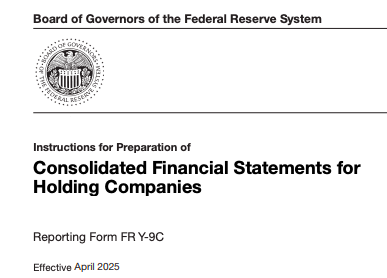 Board of Governors of the Federal Reserve System
BOARD OF GOVERNORS OF THE
FEDERAL RESERVE SYSTEM
Instructions for Preparation of
Consolidated Financial Statements for
Holding Companies
Reporting Form FR Y-9C
Effective April 2025